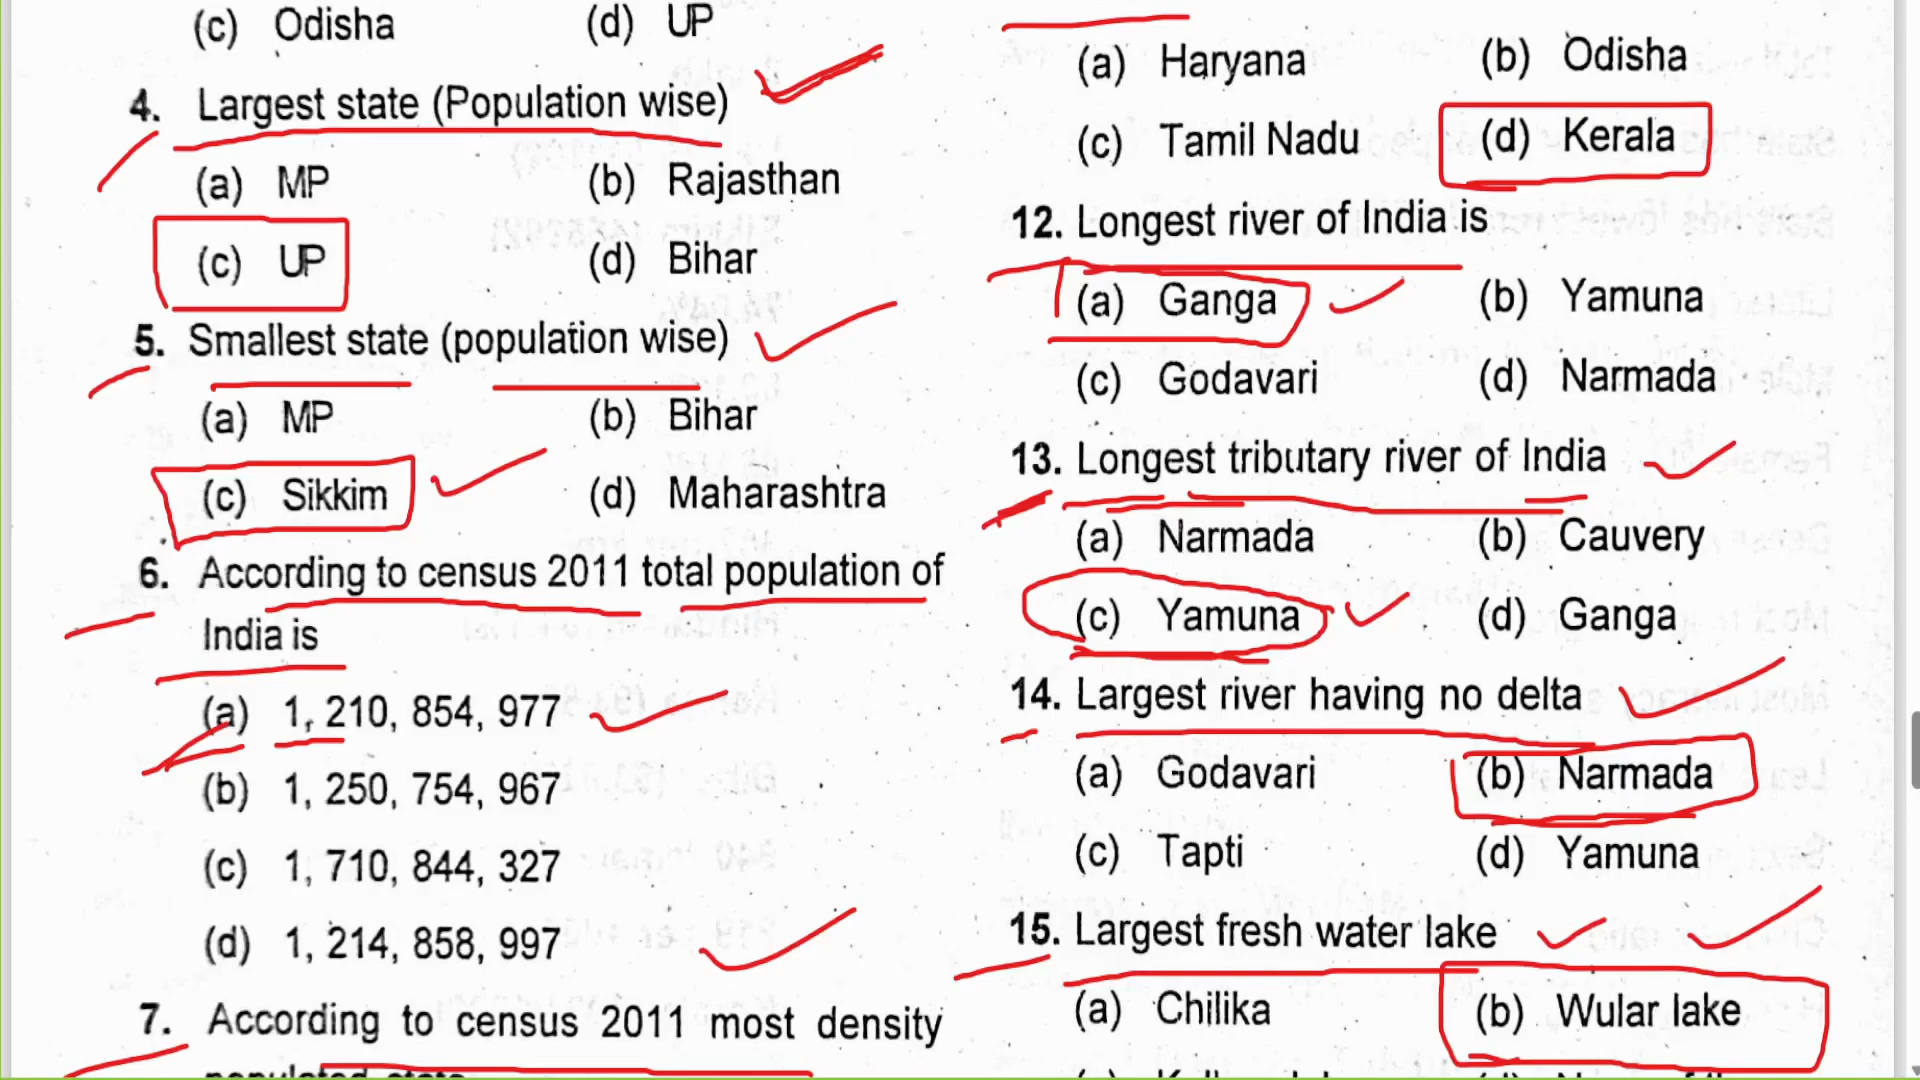 (c) Odisha (d) UP
4. Largest state (Population wise)
(a) MP (b) Rajasthan
(c) UP (d) Bihar
5. Smallest state (population wise)
(a) MP (b) Bihar
(c) Sikkim (d) Maharashtra
6. According to census 2011 total population of
India is
(a) 1, 210, 854, 977
(b) 1, 250, 754, 967
(c) 1, 710, 844, 327
(d) 1, 214, 858, 997
7. According to census 2011 most density
populated state
(a) Haryana (b) Odisha
(c) Tamil Nadu (d) Kerala
12. Longest river of India is
(a) Ganga (b) Yamuna
(c) Godavari (d) Narmada
13. Longest tributary river of India
(a) Narmada (b) Cauvery
(c) Yamuna (d) Ganga
14. Largest river having no delta
(a) Godavari (b) Narmada
(c) Tapti (d) Yamuna
15. Largest fresh water lake
(a) Chilika (b) Wular lake